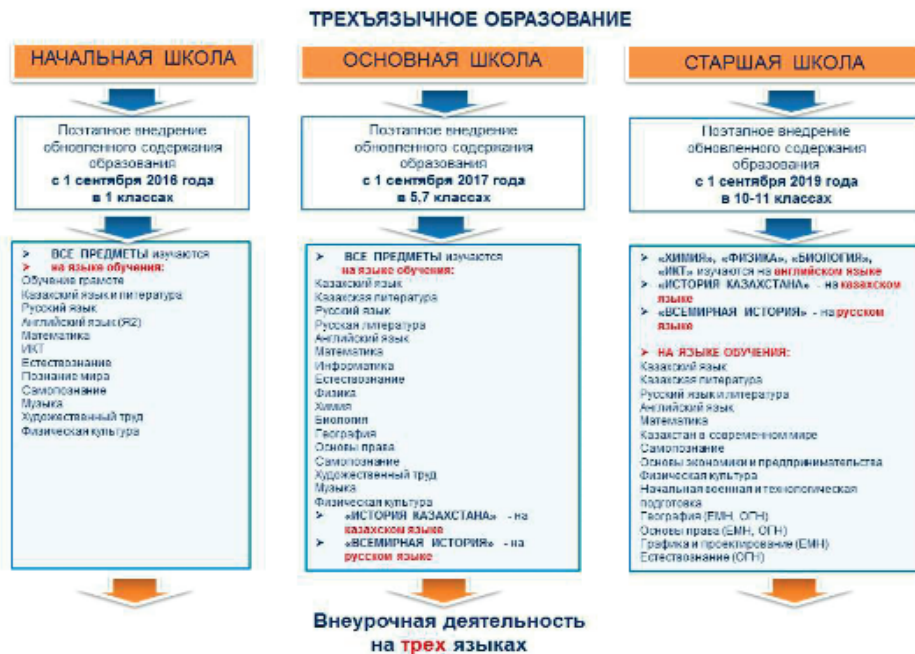 ТРЕХЪЯЗЫЧНОЕ ОБРАЗОВАНИЕ
НАЧАЛЬНАЯ ШКОЛА
Поэтапное внедрение
обновленного содержания
образования
с 1 сентября 2016 года
в 1 классах
➤ ВСЕ ПРЕДМЕТЫ изучаются
➤ на языке обучения:
Обучение грамоте
Казахский язык и литература
Русский язык
Английский язык (Я2)
Математика
ИКТ
Естествознание
Познание мира
Самопознание
Музыка
Художественный труд
Физическая культура
ОСНОВНАЯ ШКОЛА
Поэтапное внедрение
обновленного содержания
образования
с 1 сентября 2017 года
в 5,7 классах
➤ ВСЕ ПРЕДМЕТЫ изучаются
на языке обучения:
Казахский язык
Казахская литература
Русский язык
Русская литература
Английский язык
Математика
Информатика
Естествознание
Физика
Химия
Биология
География
Основы права
Самопознание
Художественный труд
Музыка
Физическая культура
➤ «ИСТОРИЯ КАЗАХСТАНА» - на
казахском языке
➤ «ВСЕМИРНАЯ ИСТОРИЯ» - на
русском языке
СТАРШАЯ ШКОЛА
Поэтапное внедрение
обновленного содержания
образования
с 1 сентября 2019 года
в 10-11 классах
➤ «ХИМИЯ», «ФИЗИКА», «БИОЛОГИЯ»,
«ИКТ» изучаются на английском языке
➤ «ИСТОРИЯ КАЗАХСТАНА» - на казахском
языке
➤ «ВСЕМИРНАЯ ИСТОРИЯ» - на русском
языке
➤ НА ЯЗЫКЕ ОБУЧЕНИЯ:
Казахский язык
Казахская литература
Русский язык и литература
Английский язык
Математика
Казахстан в современном мире
Самопознание
Основы экономики и предпринимательства
Физическая культура
Начальная военная и технологическая
подготовка
География (ЕМН, ОГН)
Основы права (ЕМН, ОГН)
Графика и проектирование (ЕМН)
Естествознание (ОГН)
Внеурочная деятельность
на трех языках